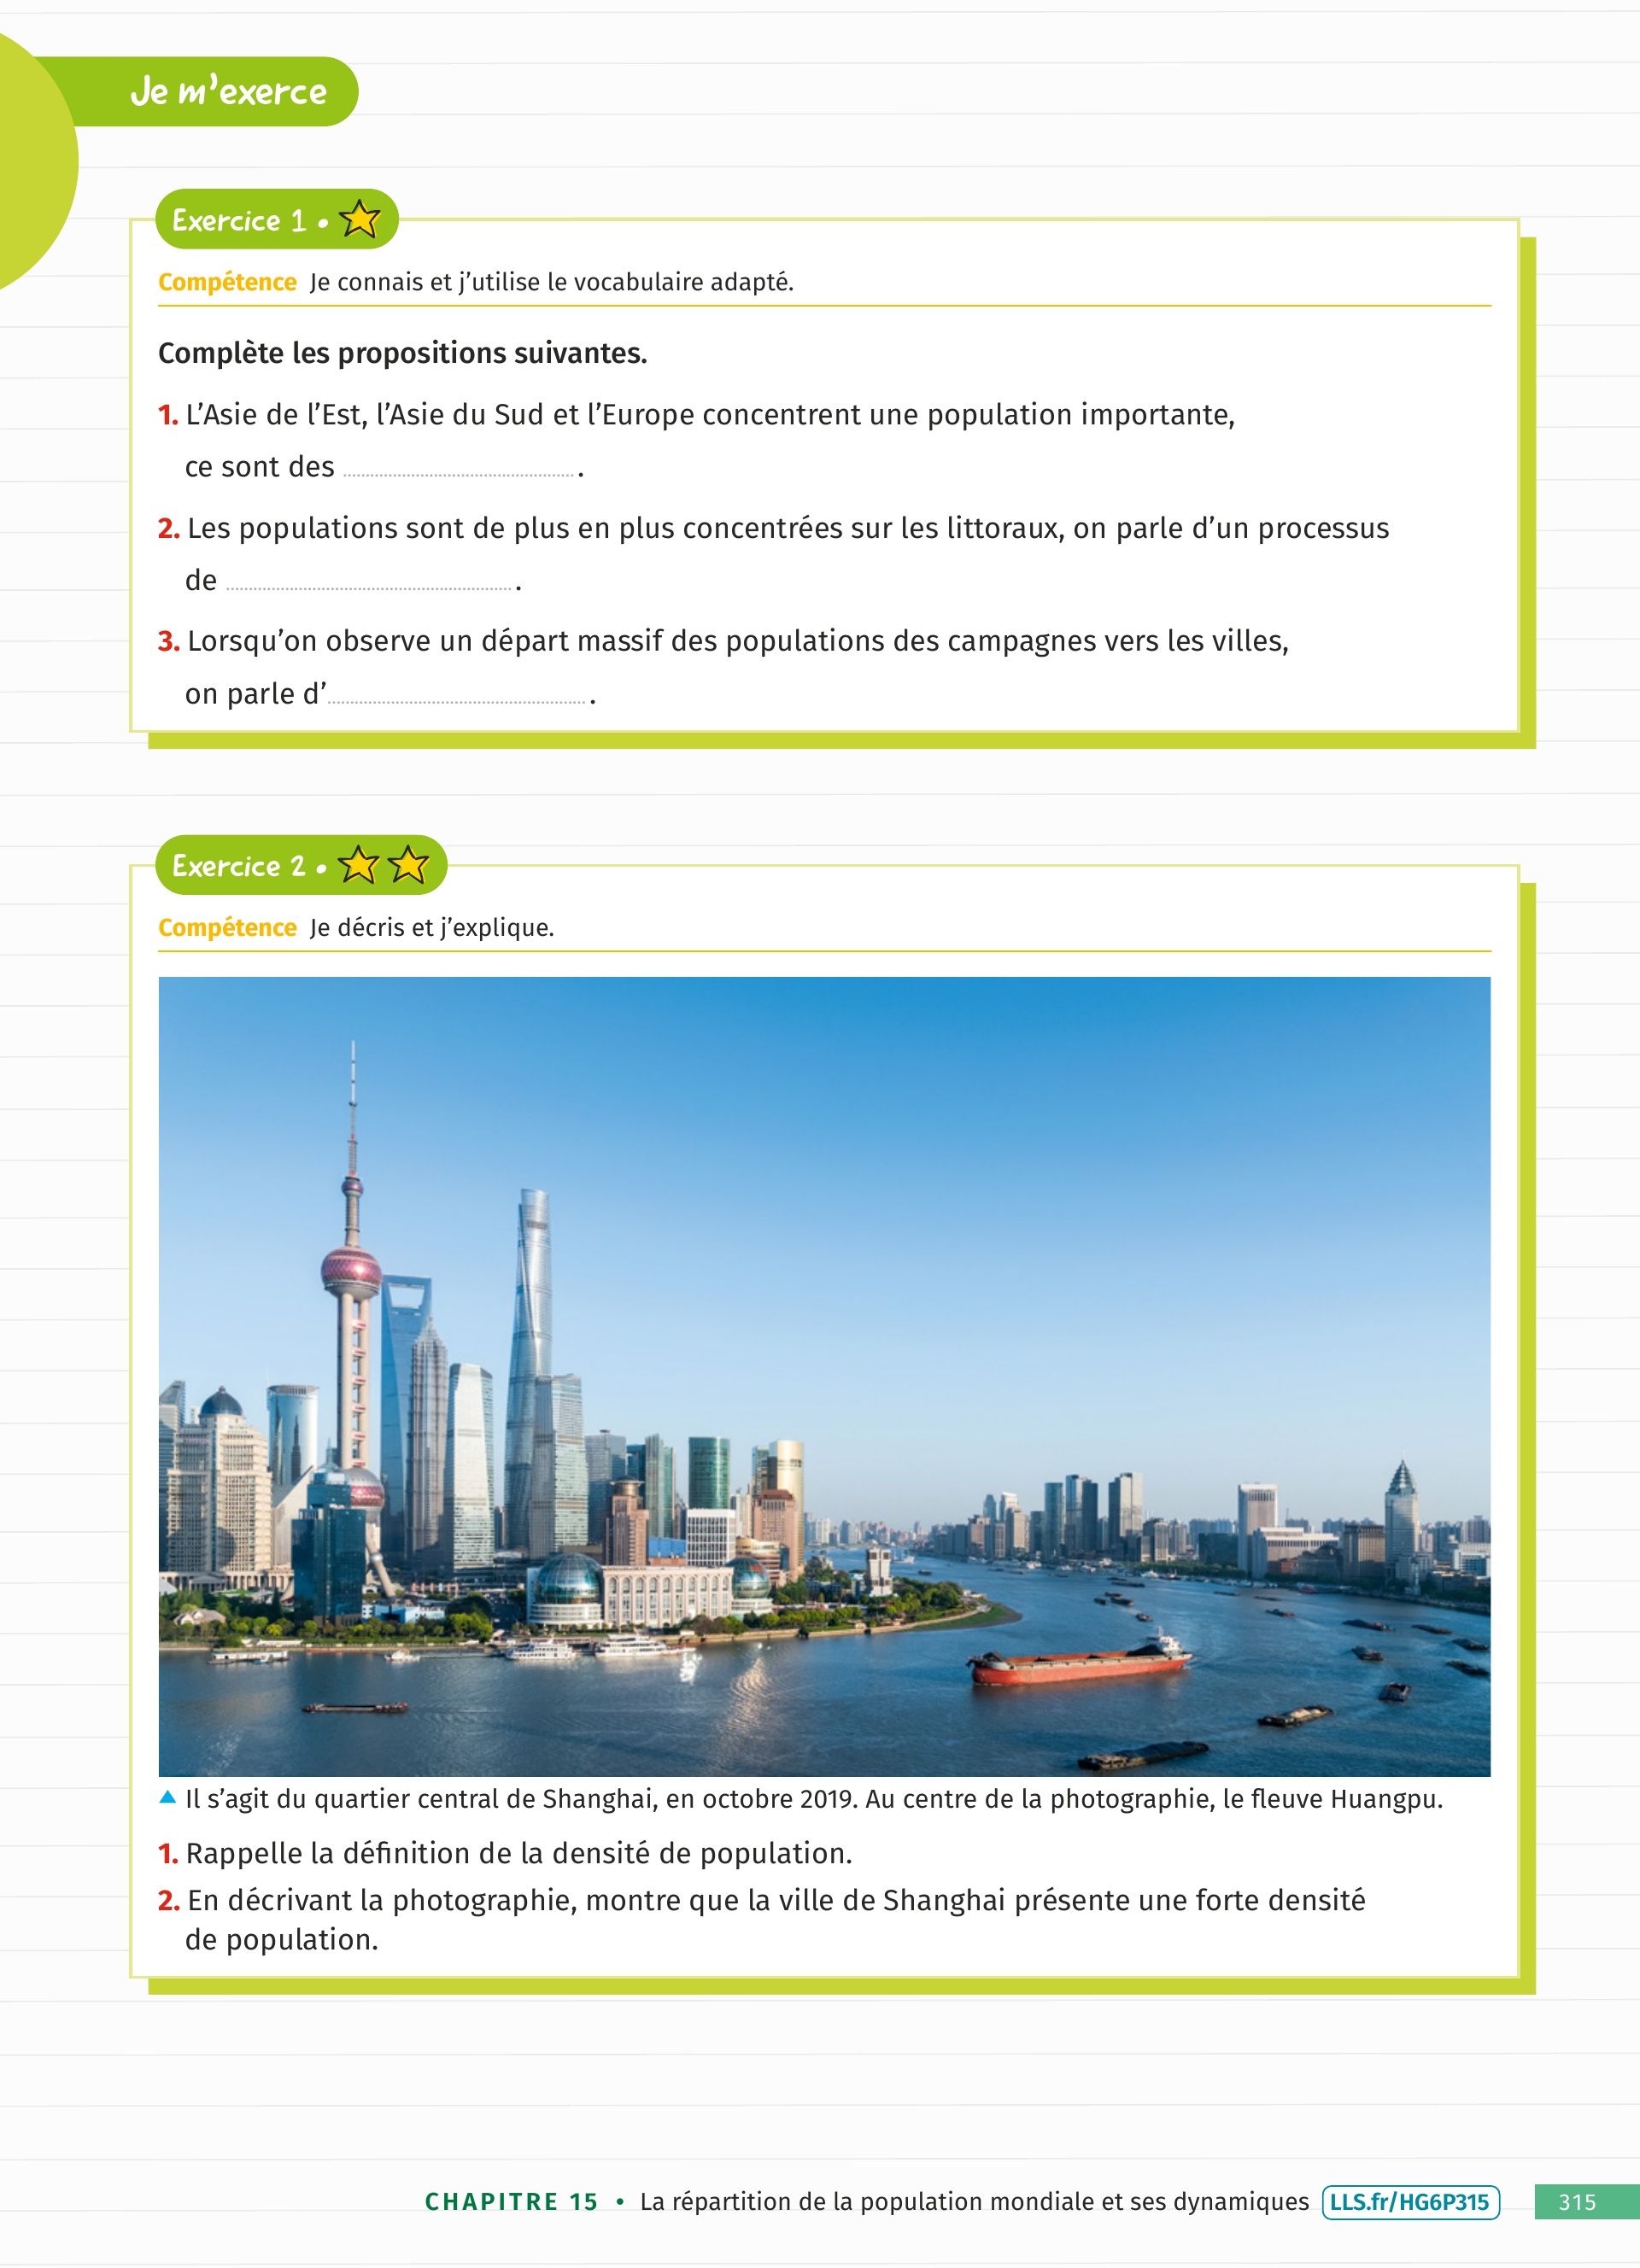 Je m'exerce
Exercice 1 •
Compétence Je connais et j'utilise le vocabulaire adapté.
Complète les propositions suivantes.
1. L'Asie de l'Est, l'Asie du Sud et l'Europe concentrent une population importante,
ce sont des .
2. Les populations sont de plus en plus concentrées sur les littoraux, on parle d'un processus
de .
3. Lorsqu'on observe un départ massif des populations des campagnes vers les villes,
on parle d' .
Exercice 2 •
Compétence Je décris et j'explique.
Il s'agit du quartier central de Shanghai, en octobre 2019. Au centre de la photographie, le fleuve Huangpu.
1. Rappelle la définition de la densité de population.
2. En décrivant la photographie, montre que la ville de Shanghai présente une forte densité
de population.
CHAPITRE 15 • La répartition de la population mondiale et ses dynamiques LLS.fr/HG6P315 315